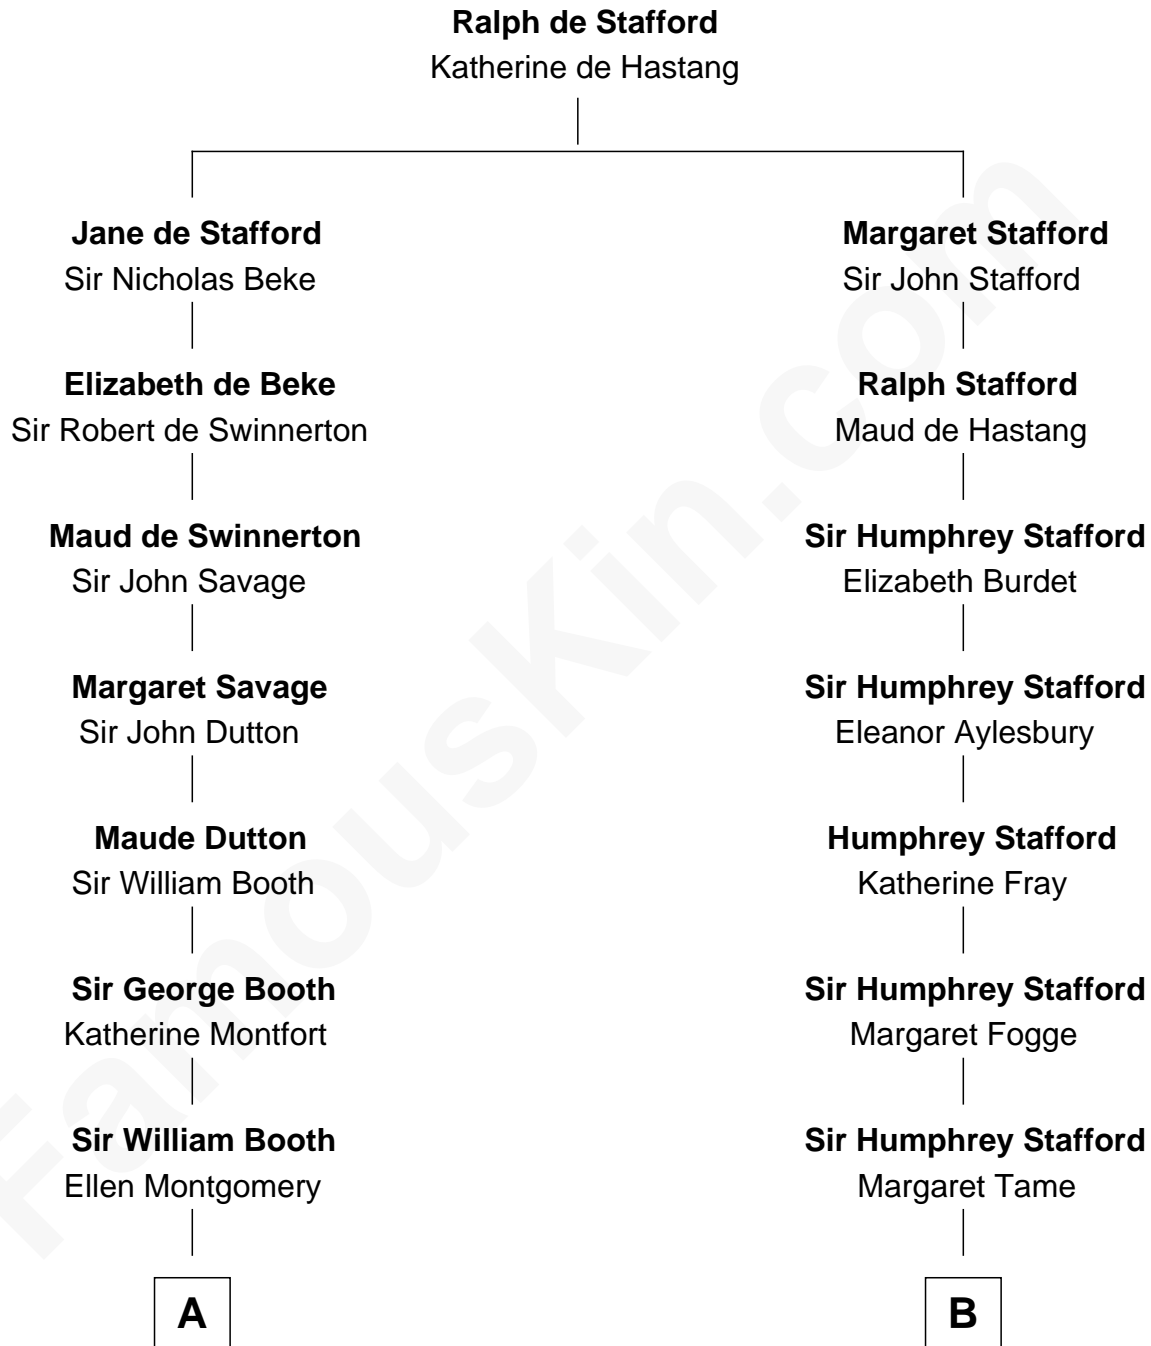 Ralph de Stafford
Katherine de Hastang
Jane de Stafford
Sir Nicholas Beke
Margaret Stafford
Sir John Stafford
Elizabeth de Beke
Sir Robert de Swinnerton
Ralph Stafford
Maud de Hastang
Maud de Swinnerton
Sir John Savage
Sir Humphrey Stafford
Elizabeth Burdet
Margaret Savage
Sir John Dutton
Sir Humphrey Stafford
Eleanor Aylesbury
Maude Dutton
Sir William Booth
Humphrey Stafford
Katherine Fray
Sir George Booth
Katherine Montfort
Sir Humphrey Stafford
Margaret Fogge
Sir William Booth
Ellen Montgomery
Sir Humphrey Stafford
Margaret Tame
A
B
FamousKin.com